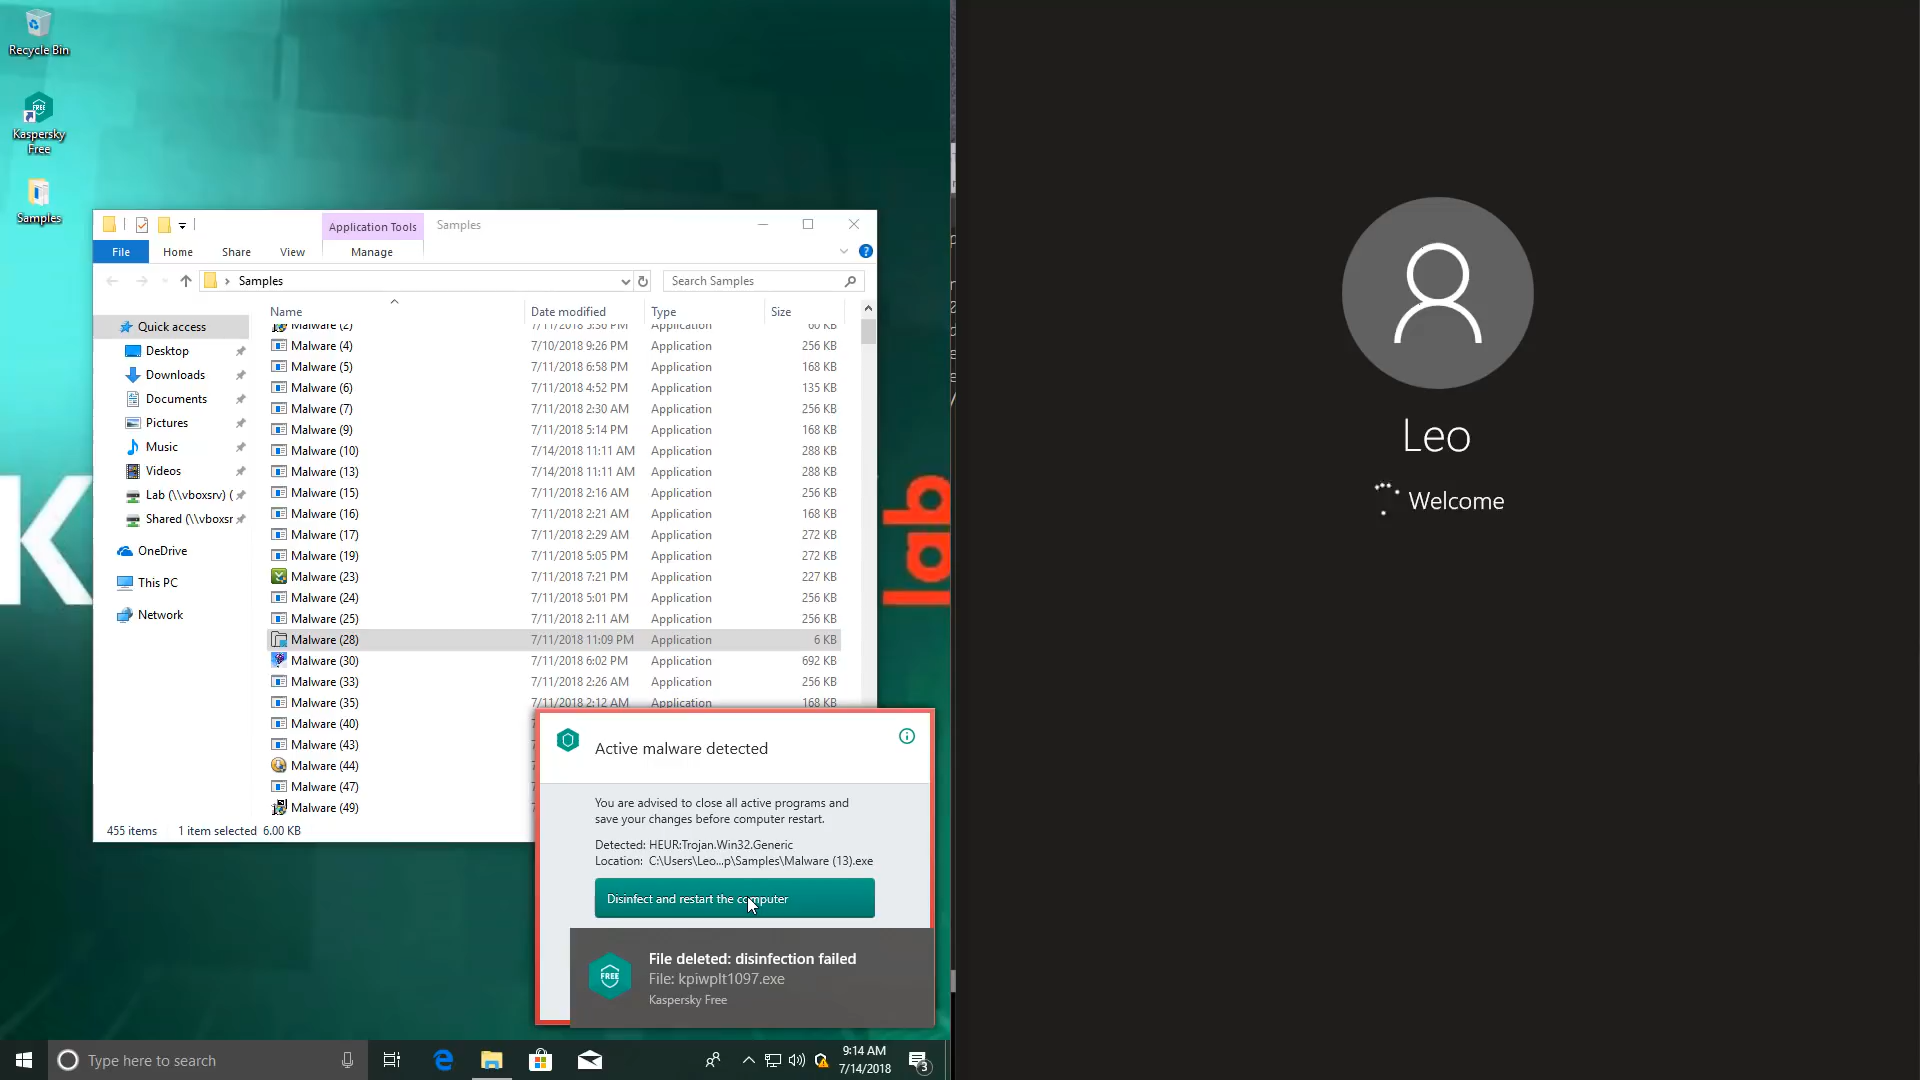 Recycle Bin
FREE
Kaspersky
Free
Samples
Application Tools
Samples
File
Home
Share
View
Manage
Samples
Search Samples
Name
Date modified
Type
Size
Quick access
Desktop
Downloads
Documents
Pictures
Music
Videos
Lab (\\vboxsrv) (
Shared (\\vboxsr
OneDrive
This PC
Network
Malware (2) 7/11/2018 5:56 PM Application 60 KB
Malware (4) 7/10/2018 9:26 PM Application 256 KB
Malware (5) 7/11/2018 6:58 PM Application 168 KB
Malware (6) 7/11/2018 4:52 PM Application 135 KB
Malware (7) 7/11/2018 2:30 AM Application 256 KB
Malware (9) 7/11/2018 5:14 PM Application 168 KB
Malware (10) 7/14/2018 11:11 AM Application 288 KB
Malware (13) 7/14/2018 11:11 AM Application 288 KB
Malware (15) 7/11/2018 2:16 AM Application 256 KB
Malware (16) 7/11/2018 2:21 AM Application 168 KB
Malware (17) 7/11/2018 2:29 AM Application 272 KB
Malware (19) 7/11/2018 5:05 PM Application 272 KB
Malware (23) 7/11/2018 7:21 PM Application 227 KB
Malware (24) 7/11/2018 5:01 PM Application 256 KB
Malware (25) 7/11/2018 2:11 AM Application 256 KB
Malware (28) 7/11/2018 11:09 PM Application 6 KB
Malware (30) 7/11/2018 6:02 PM Application 692 KB
Malware (33) 7/11/2018 2:26 AM Application 256 KB
Malware (35) 7/11/2018 2:12 AM Application 168 KB
Malware (40)
Malware (43)
Malware (44)
Malware (47)
Malware (49)
455 items 1 item selected 6.00 KB
K
lab
Active malware detected
You are advised to close all active programs and
save your changes before computer restart.
Detected: HEUR:Trojan.Win32.Generic
Location: C:\Users\Leo...p\Samples\Malware (13).exe
Disinfect and restart the computer
FREE
File deleted: disinfection failed
File: kpiwplt1097.exe
Kaspersky Free
Type here to search
9:14 AM
7/14/2018
3
Leo
Welcome